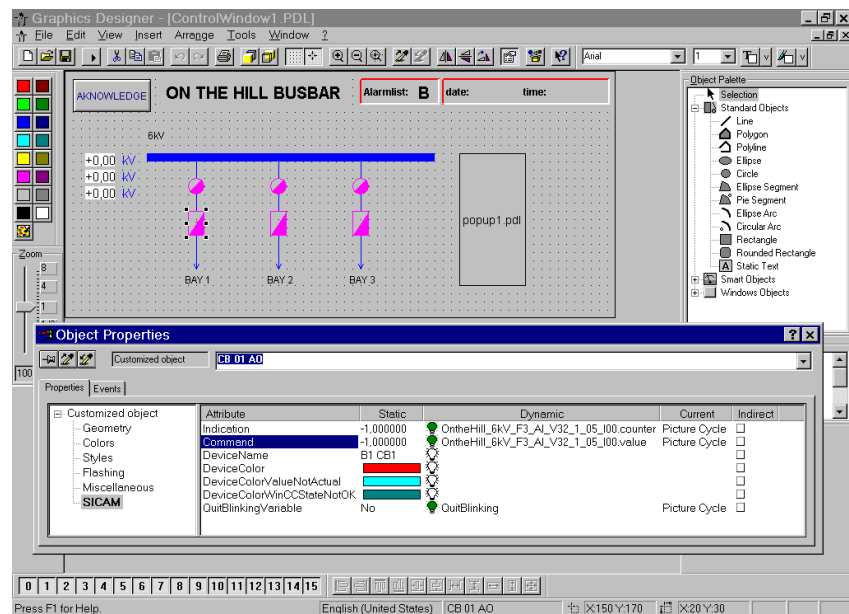 Graphics Designer - [ControlWindow1.PDL]
File Edit View Insert Arrange Tools Window ?
Arial 1
AKNOWLEDGE ON THE HILL BUSBAR Alarmlist: B date: time:
6kV
+0,00 kV
+0,00 kV
+0,00 kV
popup1.pdl
BAY 1 BAY 2 BAY 3
Object Palette
Selection
Standard Objects
Line
Polygon
Polyline
Ellipse
Circle
Ellipse Segment
Pie Segment
Ellipse Arc
Circular Arc
Rectangle
Rounded Rectangle
A Static Text
Smart Objects
Windows Objects
Zoom
8
4
1
100
Object Properties
Customized object CB 01 AO
Properties Events
Customized object
Geometry
Colors
Styles
Flashing
Miscellaneous
SICAM
Attribute Static Dynamic Current Indirect
Indication -1,000000 OntheHill_6kV_F3_AI_V32_1_05_I00.counter Picture Cycle
Command -1,000000 OntheHill_6kV_F3_AI_V32_1_05_I00.value Picture Cycle
DeviceName B1 CB1
DeviceColor
DeviceColorValueNotActual
DeviceColorWinCCStateNotOK
QuitBlinkingVariable No QuitBlinking Picture Cycle
0 1 2 3 4 5 6 7 8 9 10 11 12 13 14 15
Press F1 for Help. English (United States) CB 01 AO X:150 Y:170 X:20 Y:30